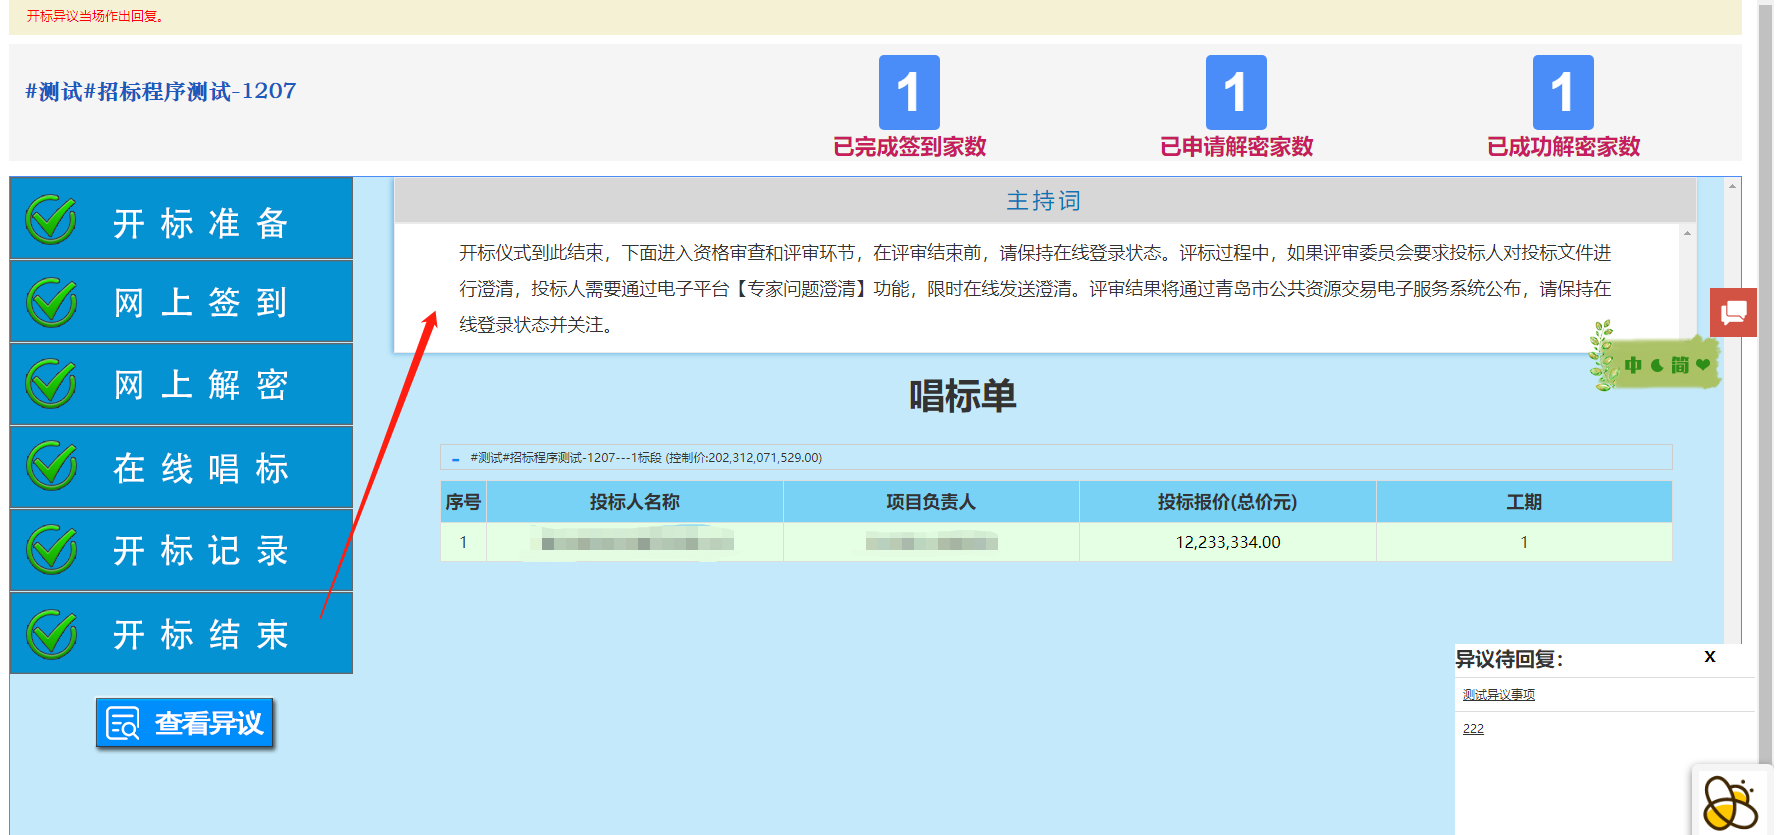 开标异议当场作出回复。
#测试#招标程序测试-1207
1
已完成签到家数
1
已申请解密家数
1
已成功解密家数
开标准备
网上签到
网上解密
在线唱标
开标记录
开标结束
查看异议
主持词
开标仪式到此结束，下面进入资格审查和评审环节，在评审结束前，请保持在线登录状态。评标过程中，如果评审委员会要求投标人对投标文件进
行澄清，投标人需要通过电子平台【专家问题澄清】功能，限时在线发送澄清。评审结果将通过青岛市公共资源交易电子服务系统公布，请保持在
线登录状态并关注。
中 简
唱标单
#测试#招标程序测试-1207---1标段 (控制价:202,312,071,529.00)
序号 投标人名称 项目负责人 投标报价(总价元) 工期
1 12,233,334.00 1
异议待回复： X
测试异议事项
222